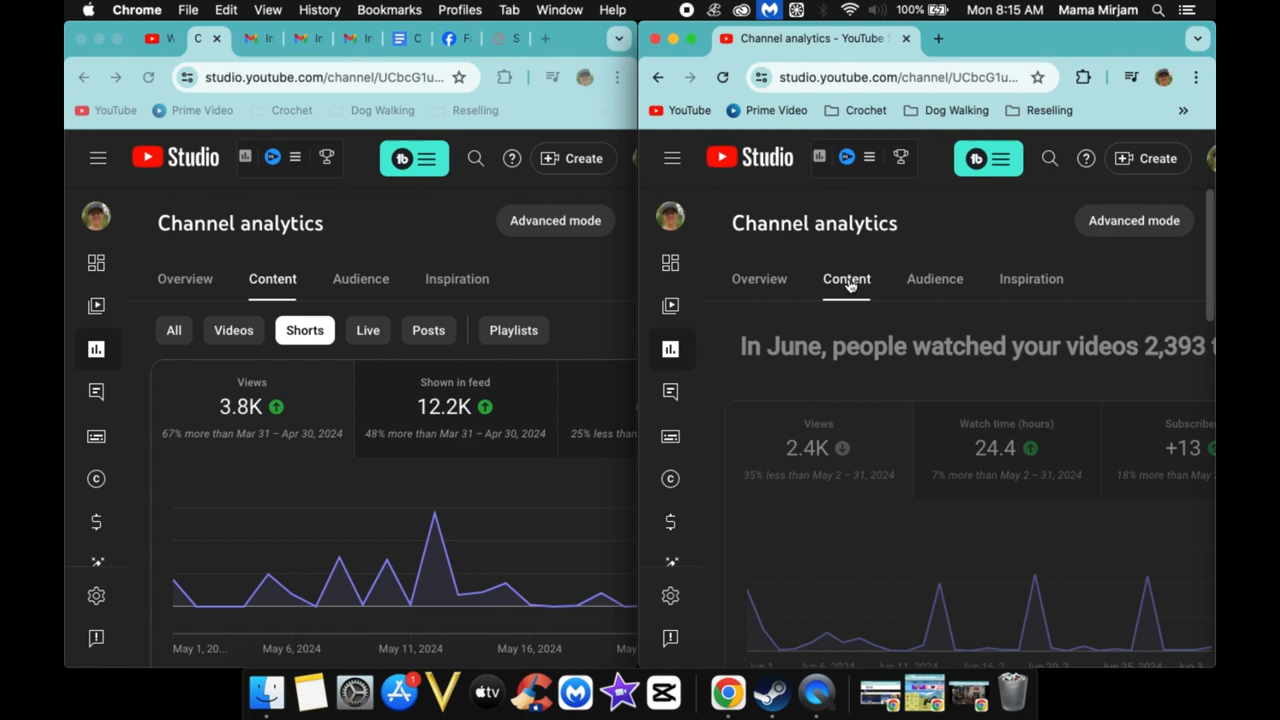 Chrome File Edit View History Bookmarks Profiles Tab Window Help 100% Mon 8:15 AM Mama Mirjam
C
studio.youtube.com/channel/UCbcG1u...
YouTube Prime Video Crochet Dog Walking Reselling
Studio
Create
Channel analytics
Advanced mode
Overview Content Audience Inspiration
All Videos Shorts Live Posts Playlists
Views
3.8K
67% more than Mar 31 – Apr 30, 2024
Shown in feed
12.2K
48% more than Mar 31 – Apr 30, 2024
25% less than
May 1, 20... May 6, 2024 May 11, 2024 May 16, 2024
Channel analytics - YouTube
studio.youtube.com/channel/UCbcG1u...
YouTube Prime Video Crochet Dog Walking Reselling
Studio
Create
Channel analytics
Advanced mode
Overview Content Audience Inspiration
In June, people watched your videos 2,393
Views
2.4K
35% less than May 2 – 31, 2024
Watch time (hours)
24.4
7% more than May 2 – 31, 2024
+13
18% more than May
tv